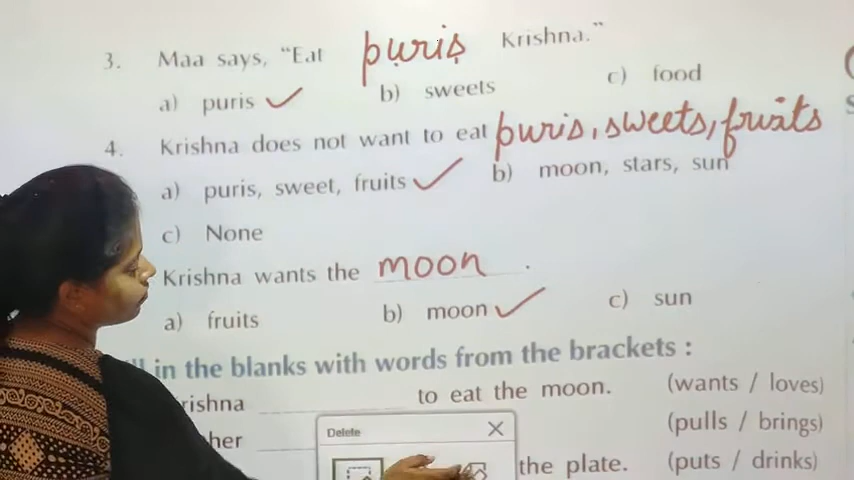 3. Maa says, "Eat puris Krishna."
a) puris ✓ b) sweets c) food
4. Krishna does not want to eat puris, sweets, fruits
a) puris, sweet, fruits ✓ b) moon, stars, sun
c) None
Krishna wants the moon .
a) fruits b) moon ✓ c) sun
in the blanks with words from the brackets :
rishna ____ to eat the moon. (wants / loves)
her ____ (pulls / brings)
Delete
the plate. (puts / drinks)